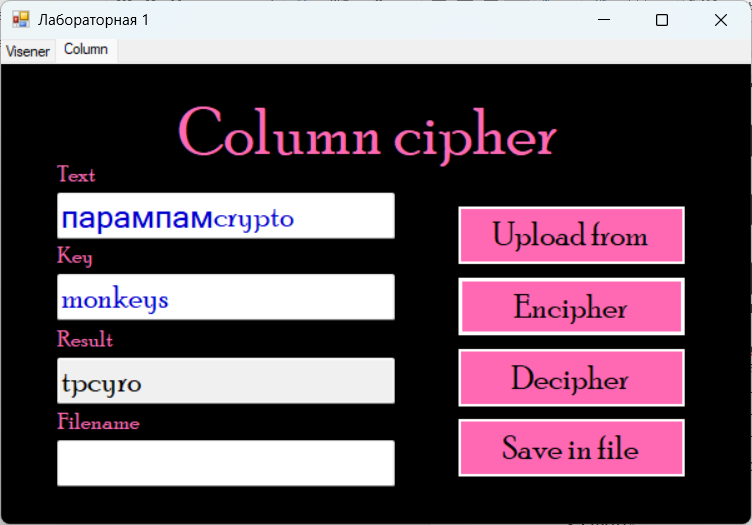 Лабораторная 1
Visener Column
Column cipher
Text
парампамcrypto
Key
monkeys
Result
tpcyro
Filename
Upload from
Encipher
Decipher
Save in file